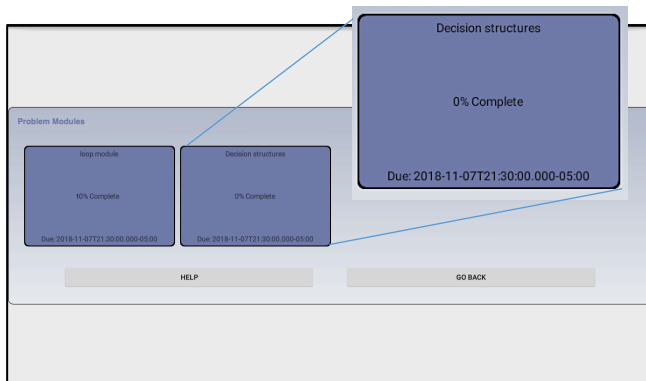 Decision structures
0% Complete
Due: 2018-11-07T21:30:00.000-05:00
Problem Modules
loop module
10% Complete
Due: 2018-11-07T21:30:00.000-05:00
Decision structures
0% Complete
Due: 2018-11-07T21:30:00.000-05:00
HELP
GO BACK